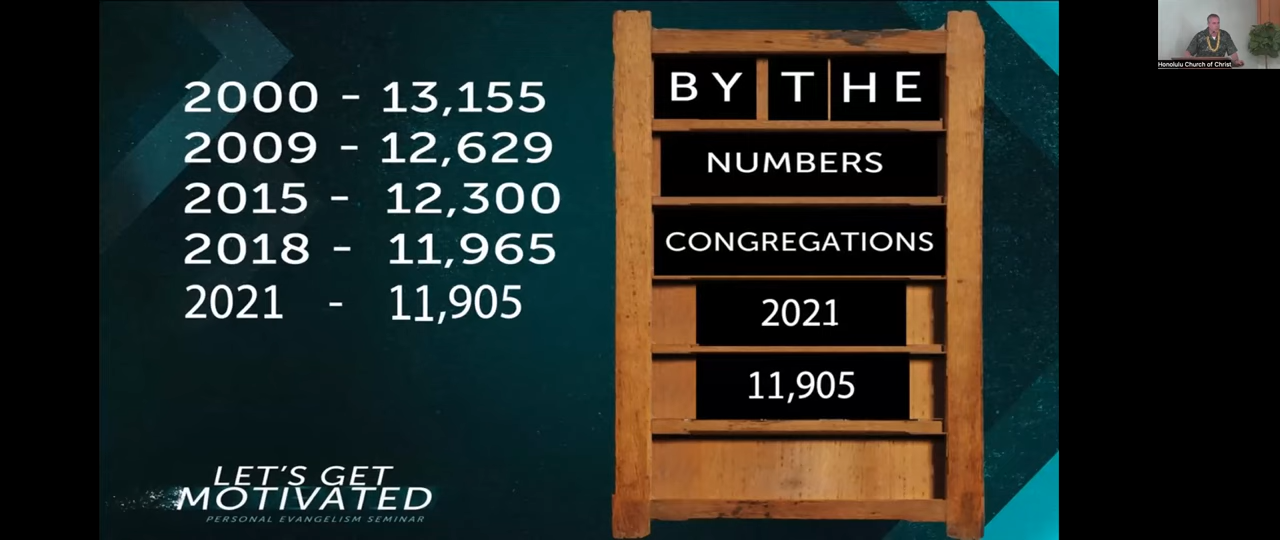 2000 - 13,155
2009 - 12,629
2015 - 12,300
2018 - 11,965
2021 - 11,905
LET'S GET
MOTIVATED
PERSONAL EVANGELISM SEMINAR
BY THE
NUMBERS
CONGREGATIONS
2021
11,905
Honolulu Church of Christ